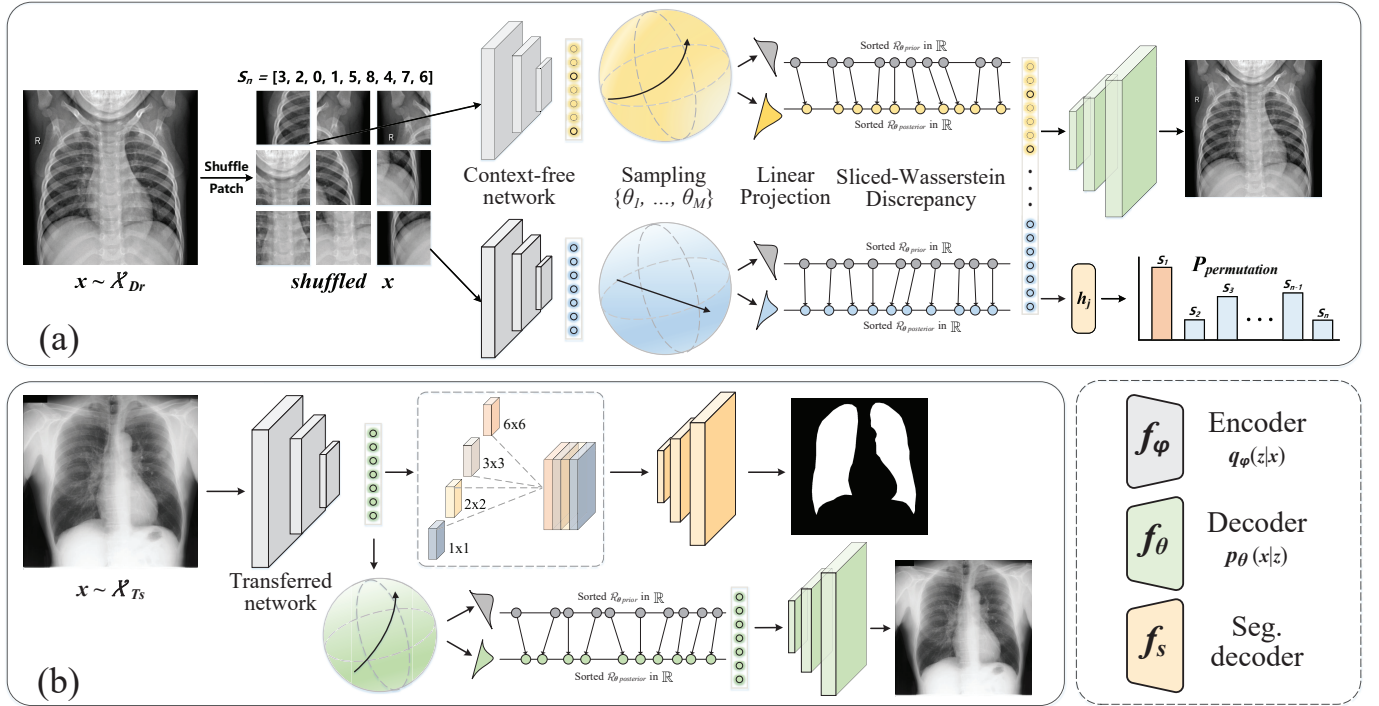 S_n = [3, 2, 0, 1, 5, 8, 4, 7, 6]
R
Shuffle
Patch
R
x ~ X_Dr
shuffled x
Context-free
network
Sampling
{θ_1, ..., θ_M}
Linear
Projection
Sliced-Wasserstein
Discrepancy
Sorted R_θ prior in ℝ
Sorted R_θ posterior in ℝ
Sorted R_θ prior in ℝ
Sorted R_θ posterior in ℝ
R
h_j
P_permutation
S_1
S_2
S_3
...
S_n-1
S_n
(a)
x ~ X_Ts
Transferred
network
6x6
3x3
2x2
1x1
Sorted R_θ prior in ℝ
Sorted R_θ posterior in ℝ
(b)
f_φ
Encoder
q_φ(z|x)
f_θ
Decoder
p_θ (x|z)
f_s
Seg.
decoder